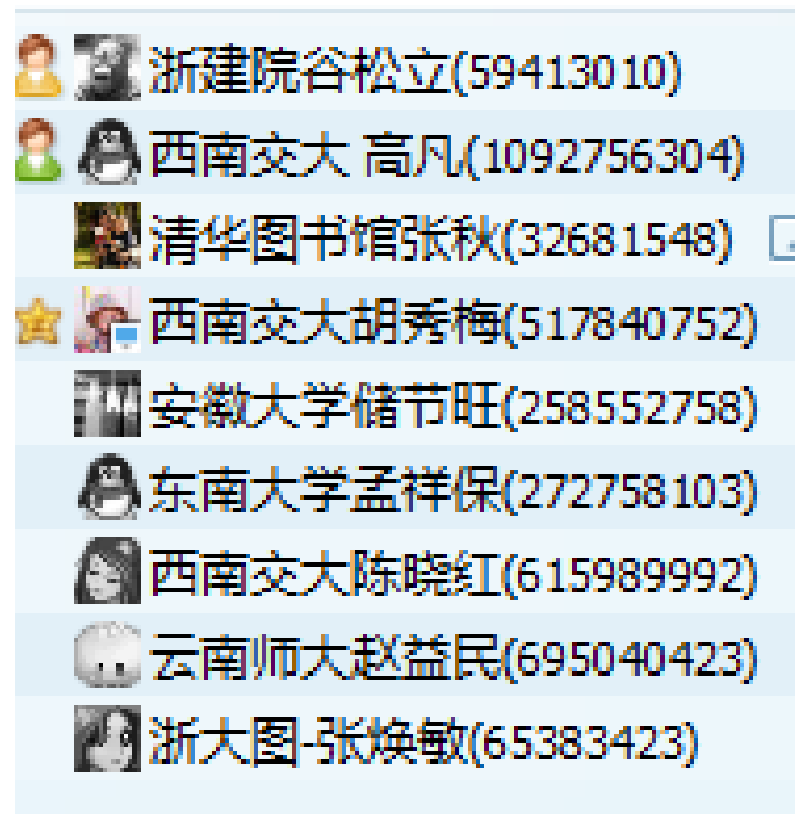 浙建院谷松立(59413010)
西南交大 高凡(1092756304)
清华图书馆张秋(32681548)
西南交大胡秀梅(517840752)
安徽大学储节旺(258552758)
东南大学孟祥保(272758103)
西南交大陈晓红(615989992)
云南师大赵益民(695040423)
浙大图-张焕敏(65383423)